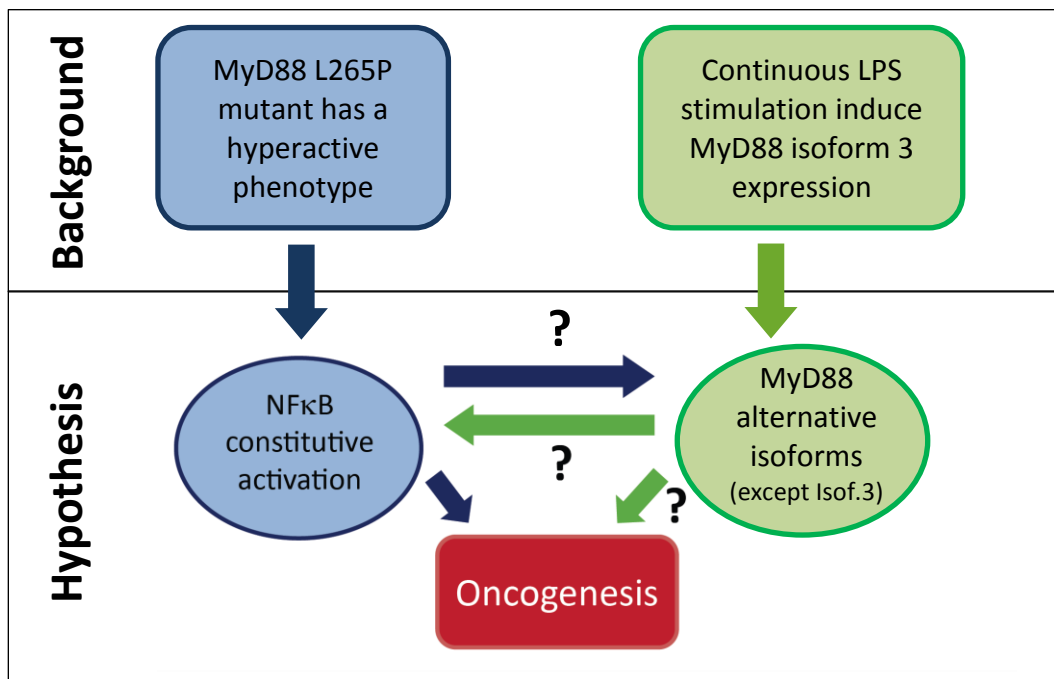 Background
MyD88 L265P
mutant has a
hyperactive
phenotype
Continuous LPS
stimulation induce
MyD88 isoform 3
expression
Hypothesis
?
NFκB
constitutive
activation
MyD88
alternative
isoforms
(except Isof.3)
?
?
Oncogenesis